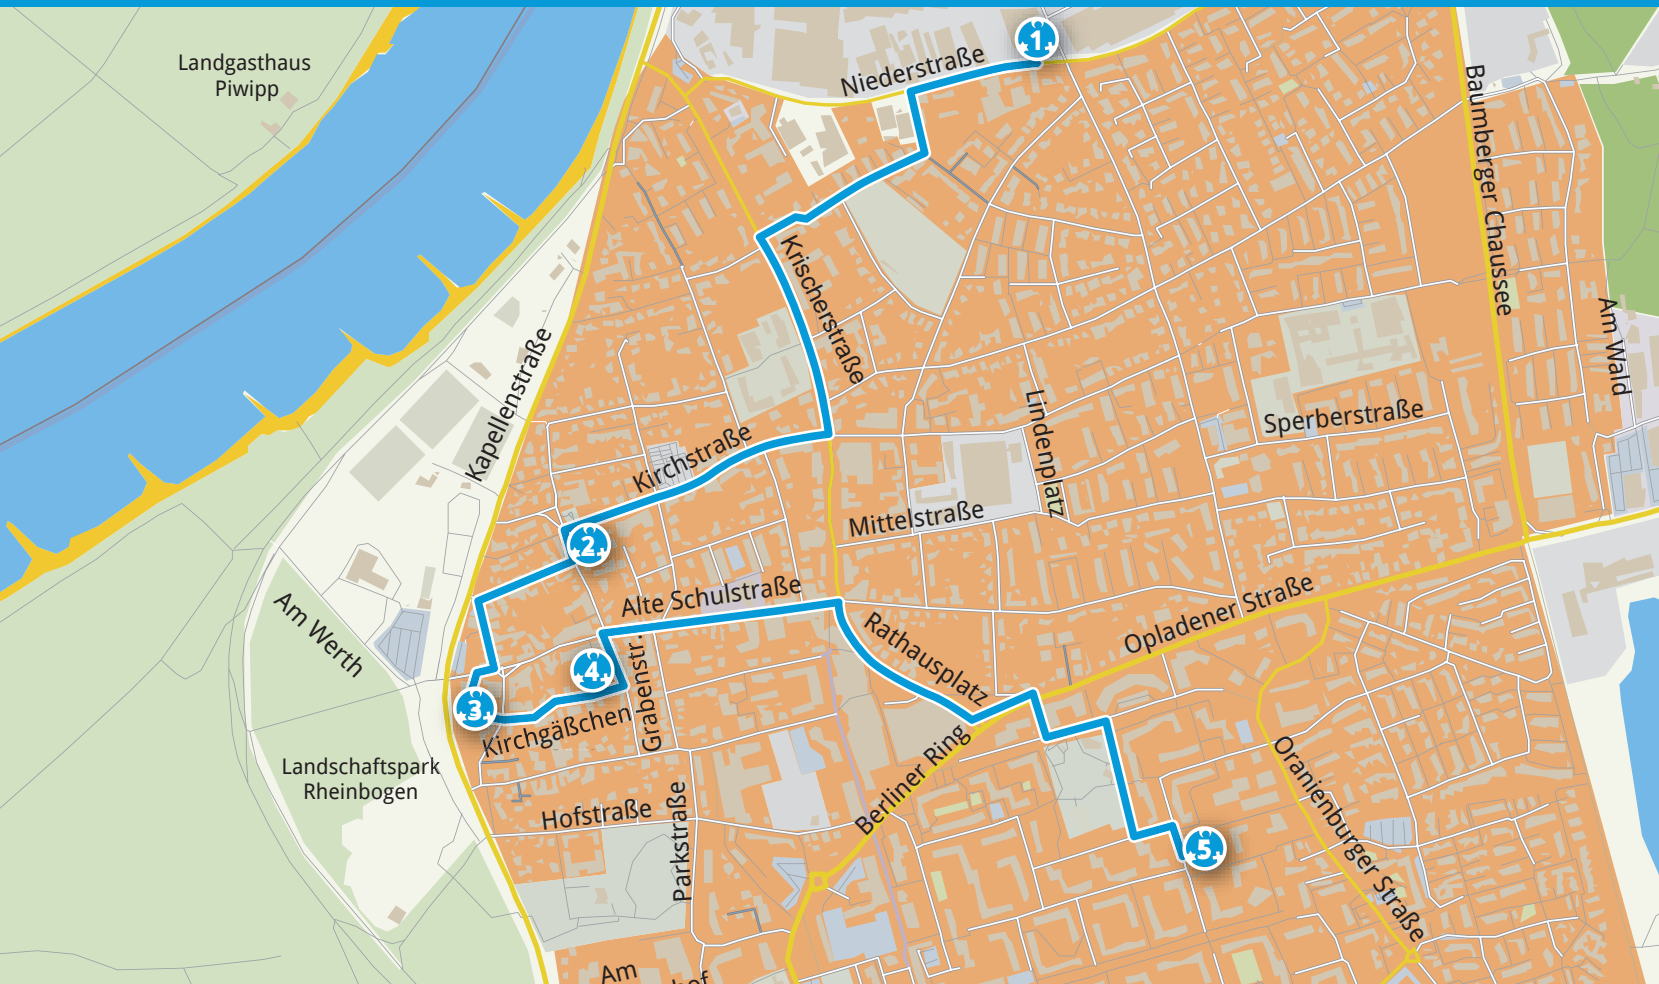 1
Landgasthaus
Piwipp
Niederstraße
Baumberger Chaussee
Krischerstraße
Am Wald
Kapellenstraße
Lindenplatz
Sperberstraße
Kirchstraße
Mittelstraße
2
Alte Schulstraße
Am Werth
Opladener Straße
Rathausplatz
4
Grabenstr.
3
Kirchgäßchen
Landschaftspark
Rheinbogen
Berliner Ring
Oranienburger Straße
Hofstraße
Parkstraße
5
Am
hof